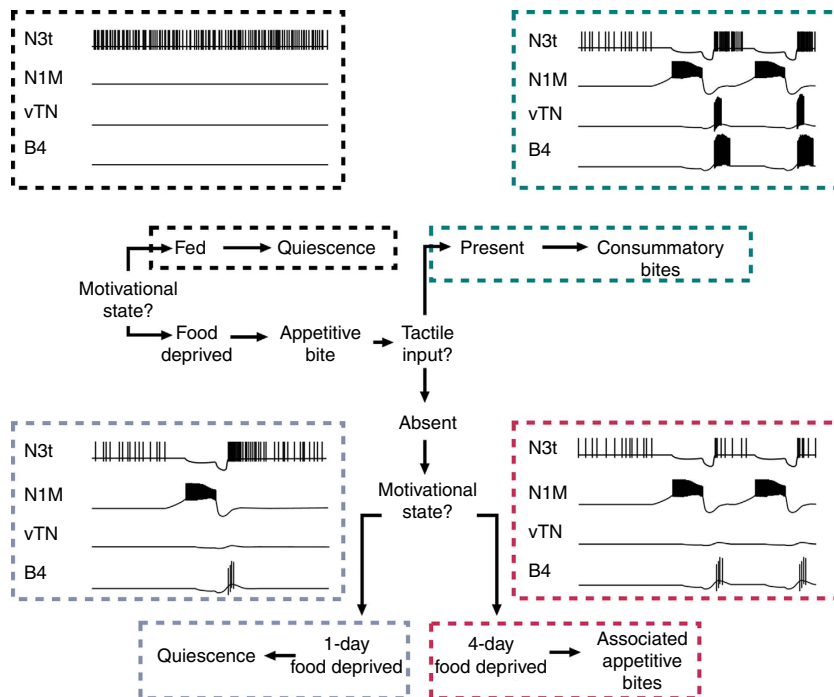 N3t
N1M
vTN
B4
N3t
N1M
vTN
B4
Fed
Quiescence
Present
Consummatory
bites
Motivational
state?
Food
deprived
Appetitive
bite
Tactile
input?
Absent
Motivational
state?
N3t
N1M
vTN
B4
N3t
N1M
vTN
B4
Quiescence
1-day
food deprived
4-day
food deprived
Associated
appetitive
bites